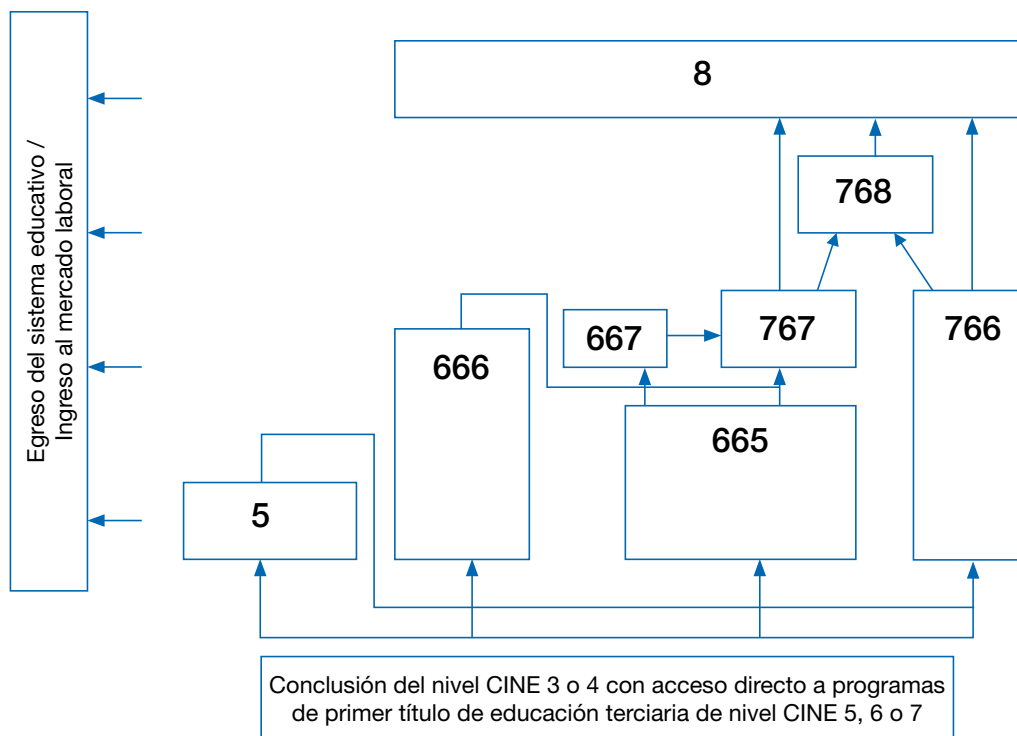 Egreso del sistema educativo /
Ingreso al mercado laboral
8
768
667
767
766
666
665
5
Conclusión del nivel CINE 3 o 4 con acceso directo a programas
de primer título de educación terciaria de nivel CINE 5, 6 o 7